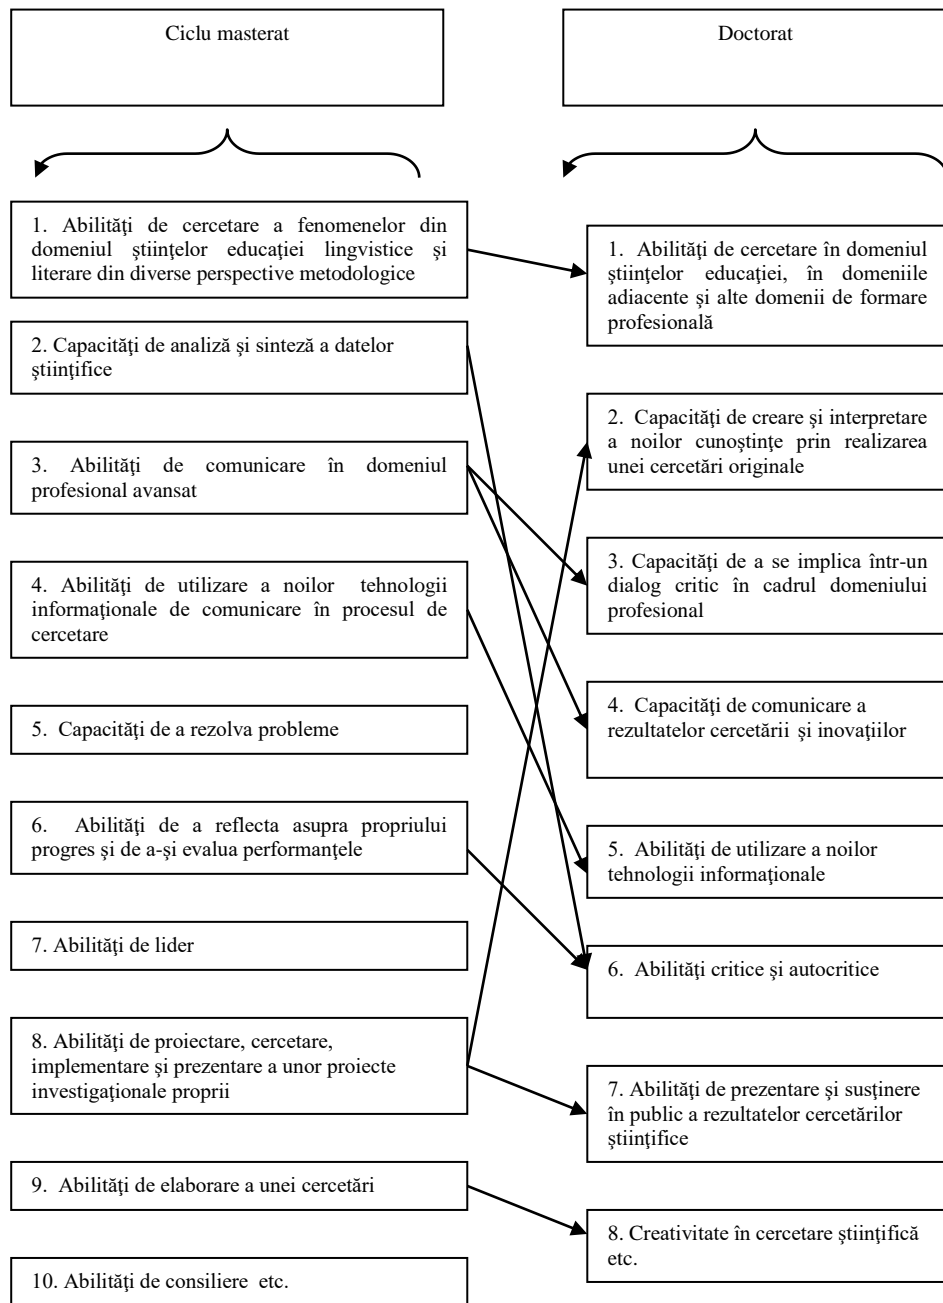 Ciclu masterat
Doctorat
1. Abilităţi de cercetare a fenomenelor din
domeniul ştiinţelor educaţiei lingvistice şi
literare din diverse perspective metodologice
2. Capacităţi de analiză şi sinteză a datelor
ştiinţifice
3. Abilităţi de comunicare în domeniul
profesional avansat
4. Abilităţi de utilizare a noilor tehnologii
informaţionale de comunicare în procesul de
cercetare
5. Capacităţi de a rezolva probleme
6. Abilităţi de a reflecta asupra propriului
progres şi de a-şi evalua performanţele
7. Abilităţi de lider
8. Abilităţi de proiectare, cercetare,
implementare şi prezentare a unor proiecte
investigaţionale proprii
9. Abilităţi de elaborare a unei cercetări
10. Abilităţi de consiliere etc.
1. Abilităţi de cercetare în domeniul
ştiinţelor educaţiei, în domeniile
adiacente şi alte domenii de formare
profesională
2. Capacităţi de creare şi interpretare
a noilor cunoştinţe prin realizarea
unei cercetări originale
3. Capacităţi de a se implica într-un
dialog critic în cadrul domeniului
profesional
4. Capacităţi de comunicare a
rezultatelor cercetării şi inovaţiilor
5. Abilităţi de utilizare a noilor
tehnologii informaţionale
6. Abilităţi critice şi autocritice
7. Abilităţi de prezentare şi susţinere
în public a rezultatelor cercetărilor
ştiinţifice
8. Creativitate în cercetare ştiinţifică
etc.